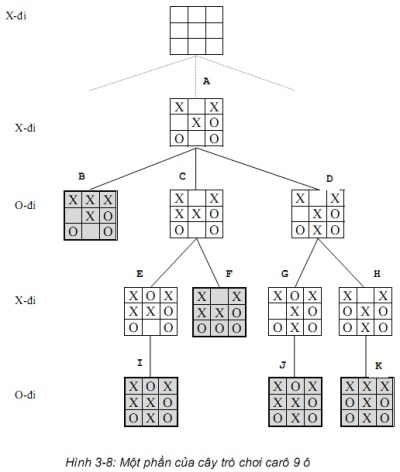 X-đi
A
X X
X-đi X O
O O
B C D
O-đi X X X X X X X
X O X X O X O
O O O O O X O
E F G H
X-đi X O X X X X O X X X
X X O X X O X O O X O
O O O O O O X O O X O
I J K
O-đi X O X X O X X X X
X X O X X O O X O
O X O O X O O X O
Hình 3-8: Một phần của cây trò chơi carô 9 ô